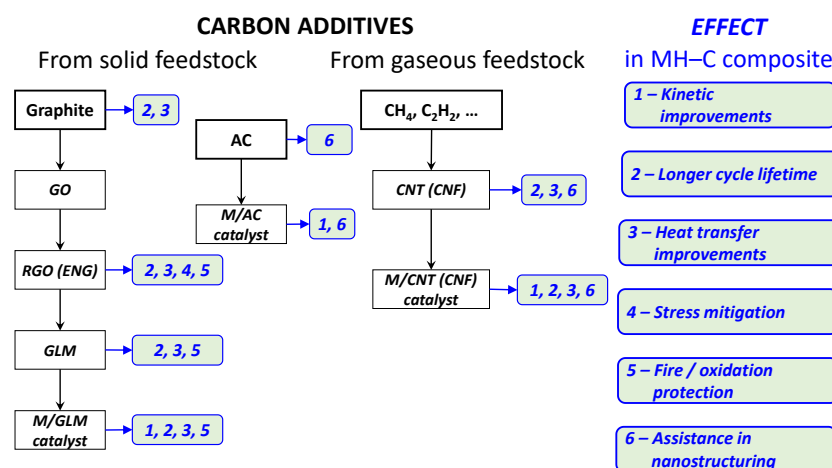 CARBON ADDITIVES
From solid feedstock
From gaseous feedstock
EFFECT
in MH–C composite
Graphite
2, 3
GO
RGO (ENG)
2, 3, 4, 5
GLM
2, 3, 5
M/GLM
catalyst
1, 2, 3, 5
AC
6
M/AC
catalyst
1, 6
CH₄, C₂H₂, ...
CNT (CNF)
2, 3, 6
M/CNT (CNF)
catalyst
1, 2, 3, 6
1 – Kinetic
improvements
2 – Longer cycle lifetime
3 – Heat transfer
improvements
4 – Stress mitigation
5 – Fire / oxidation
protection
6 – Assistance in
nanostructuring